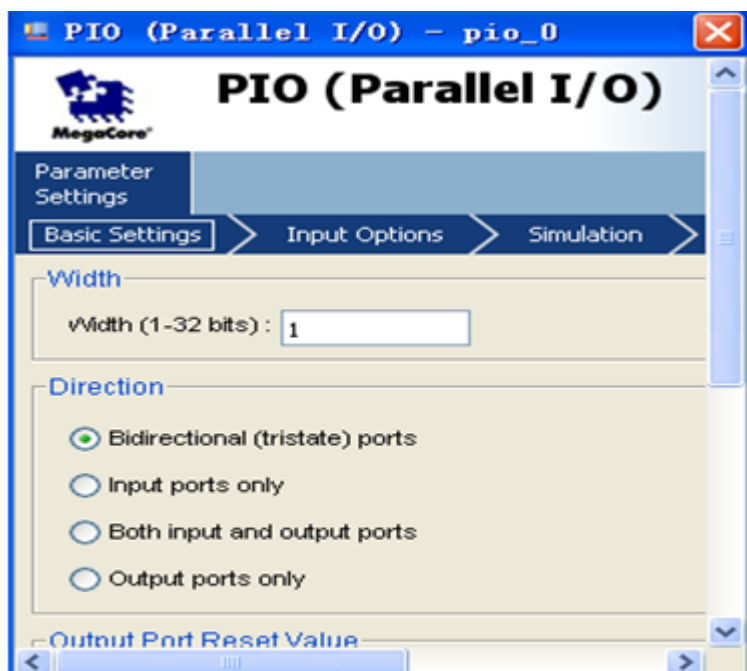 PIO (Parallel I/O) - pio_0
PIO (Parallel I/O)
MegaCore®
Parameter
Settings
Basic Settings
Input Options
Simulation
Width
Width (1-32 bits) :
1
Direction
Bidirectional (tristate) ports
Input ports only
Both input and output ports
Output ports only
Output Port Reset Value